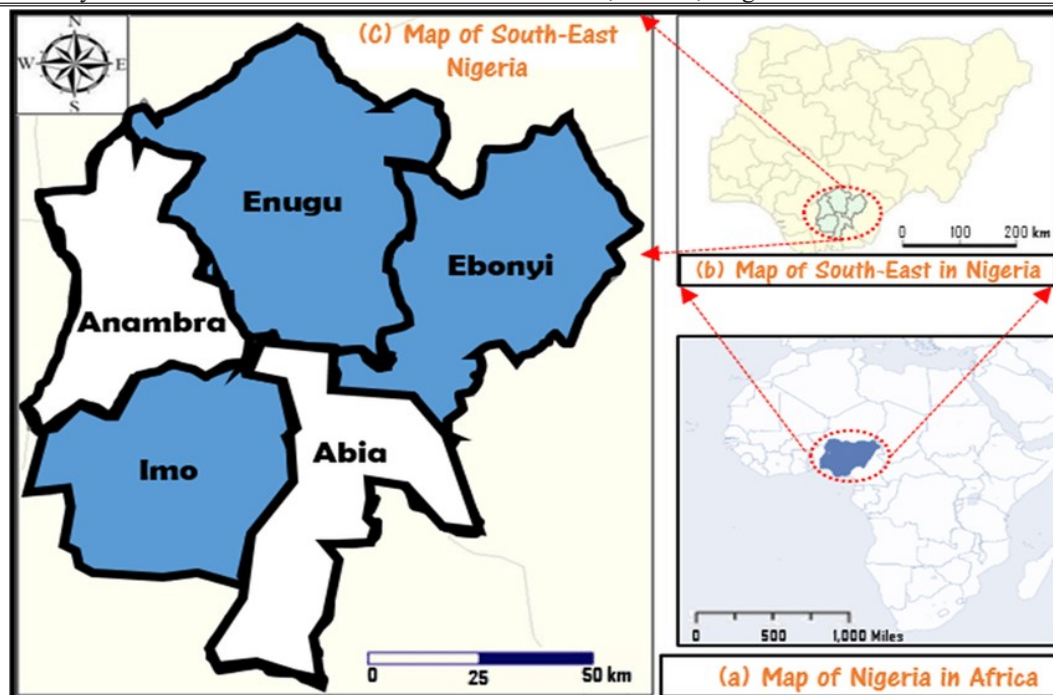 N
W E
S
(C) Map of South-East
Nigeria
Enugu
Ebonyi
Anambra
Imo
Abia
0 25 50 km
0 100 200 km
(b) Map of South-East in Nigeria
0 500 1,000 Miles
(a) Map of Nigeria in Africa